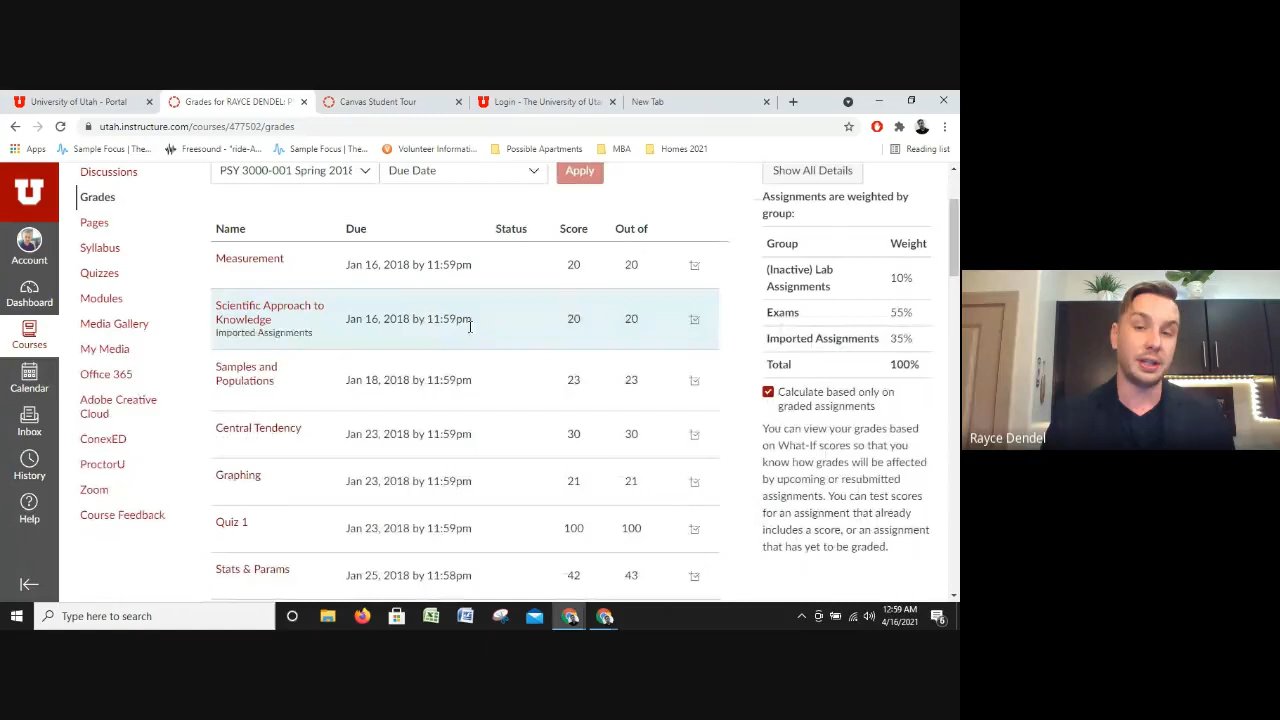 University of Utah - Portal
Grades for RAYCE DENDEL: P
Canvas Student Tour
Login - The University of Uta
New Tab
utah.instructure.com/courses/477502/grades
Apps
Sample Focus | The...
Freesound - "ride-A...
Sample Focus | The...
Volunteer Informati...
Possible Apartments
MBA
Homes 2021
Reading list
U
Account
Dashboard
Courses
Calendar
Inbox
History
Help
Discussions
Grades
Pages
Syllabus
Quizzes
Modules
Media Gallery
My Media
Office 365
Adobe Creative
Cloud
ConexED
ProctorU
Zoom
Course Feedback
PSY 3000-001 Spring 2018
Due Date
Apply
Name Due Status Score Out of
Measurement
Jan 16, 2018 by 11:59pm 20 20
Scientific Approach to
Knowledge
Imported Assignments
Jan 16, 2018 by 11:59pm 20 20
Samples and
Populations
Jan 18, 2018 by 11:59pm 23 23
Central Tendency
Jan 23, 2018 by 11:59pm 30 30
Graphing
Jan 23, 2018 by 11:59pm 21 21
Quiz 1
Jan 23, 2018 by 11:59pm 100 100
Stats & Params
Jan 25, 2018 by 11:58pm 42 43
Show All Details
Assignments are weighted by
group:
Group Weight
(Inactive) Lab
Assignments
10%
Exams 55%
Imported Assignments 35%
Total 100%
Calculate based only on
graded assignments
You can view your grades based
on What-If scores so that you
know how grades will be affected
by upcoming or resubmitted
assignments. You can test scores
for an assignment that already
includes a score, or an assignment
that has yet to be graded.
Rayce Dendel
Type here to search
12:59 AM
4/16/2021
6